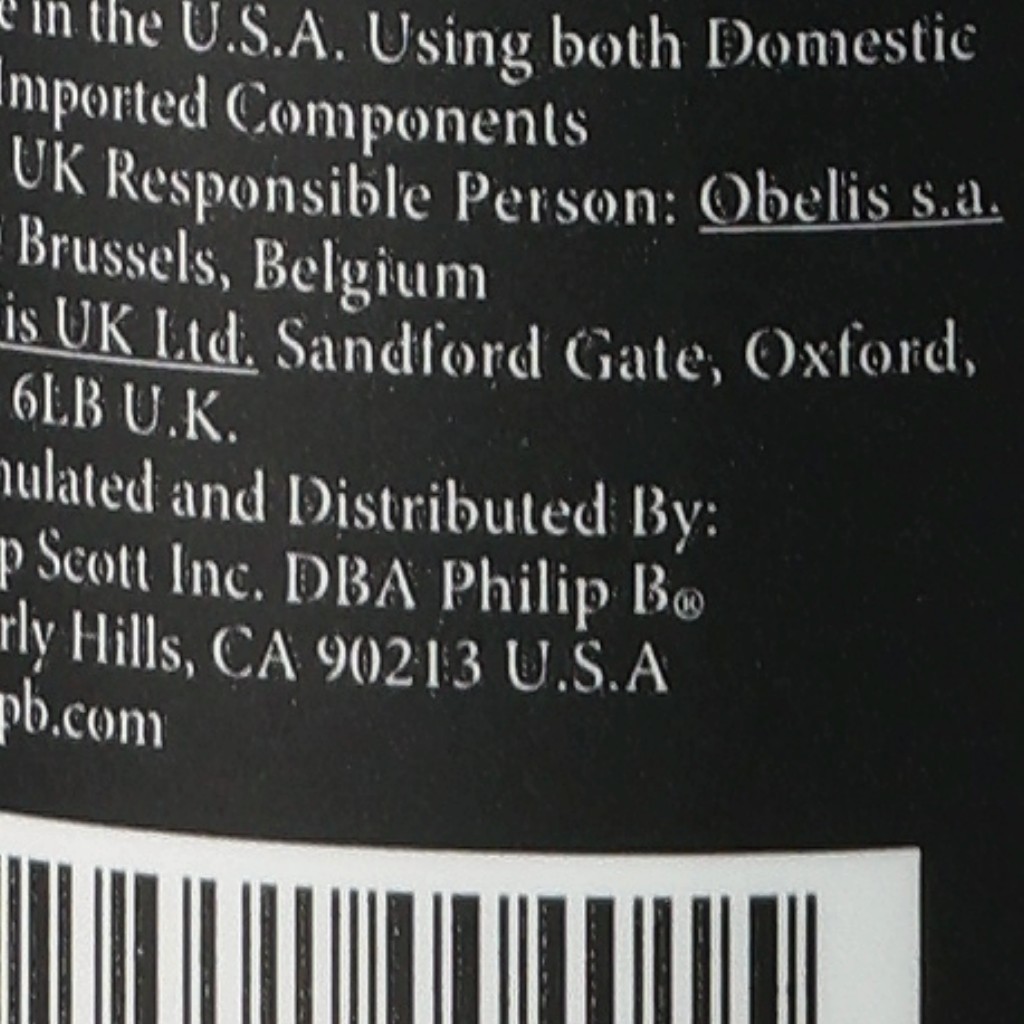 in the U.S.A. Using both Domestic
Imported Components
UK Responsible Person: Obelis s.a.
Brussels, Belgium
is UK Ltd. Sandford Gate, Oxford,
6LB U.K.
mulated and Distributed By:
p Scott Inc. DBA Philip B®
rly Hills, CA 90213 U.S.A
pb.com